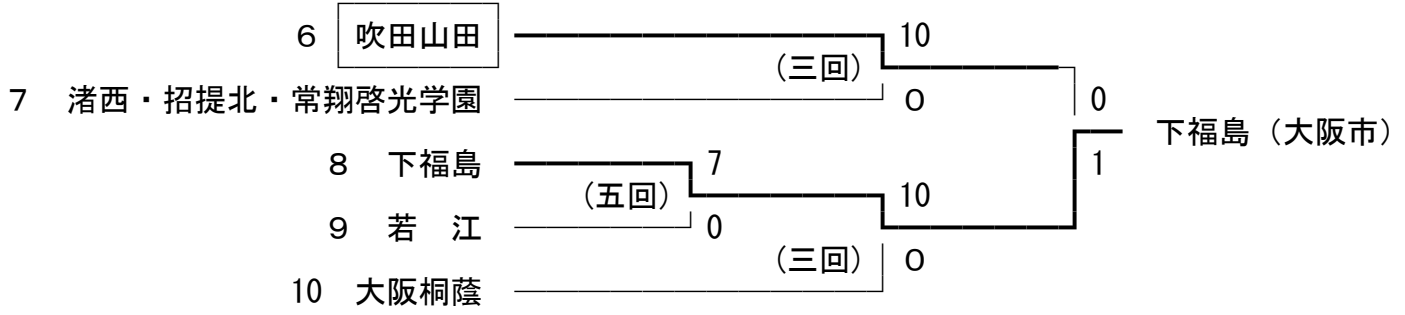 6 吹田山田 10
(三回)
7 渚西・招提北・常翔啓光学園 0
0
下福島（大阪市）
8 下福島 7 1
(五回) 10
9 若　江 0
(三回) 0
10 大阪桐蔭